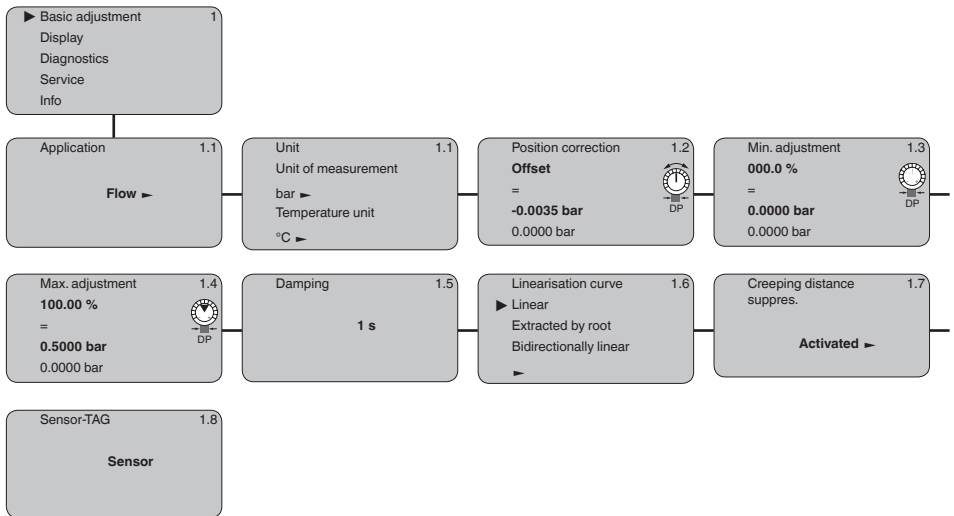 ▶ Basic adjustment 1
Display
Diagnostics
Service
Info
Application 1.1
Flow ►
Unit 1.1
Unit of measurement
bar ►
Temperature unit
°C ►
Position correction 1.2
Offset
=
-0.0035 bar
0.0000 bar
DP
Min. adjustment 1.3
000.0 %
=
0.0000 bar
0.0000 bar
DP
Max. adjustment 1.4
100.00 %
=
0.5000 bar
0.0000 bar
DP
Damping 1.5
1 s
Linearisation curve 1.6
▶ Linear
Extracted by root
Bidirectionally linear
►
Creeping distance 1.7
suppres.
Activated ►
Sensor-TAG 1.8
Sensor